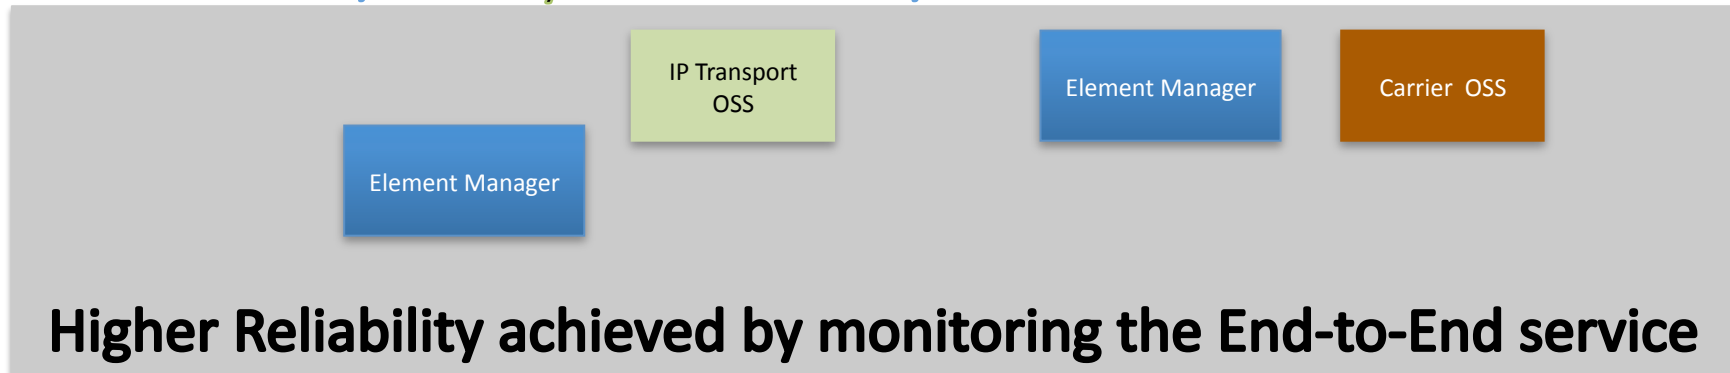 IP Transport
OSS
Element Manager
Carrier OSS
Element Manager
Higher Reliability achieved by monitoring the End-to-End service